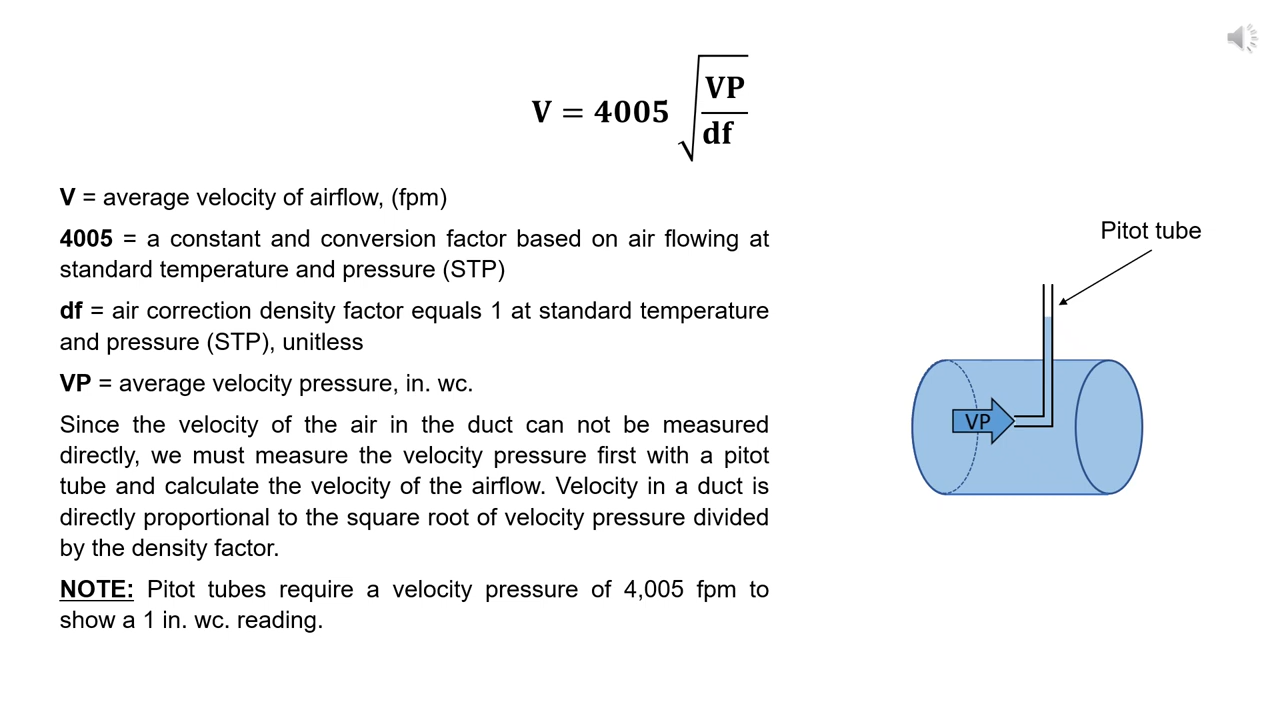 V = 4005 √(VP/df)
V = average velocity of airflow, (fpm)
4005 = a constant and conversion factor based on air flowing at
standard temperature and pressure (STP)
df = air correction density factor equals 1 at standard temperature
and pressure (STP), unitless
VP = average velocity pressure, in. wc.
Since the velocity of the air in the duct can not be measured
directly, we must measure the velocity pressure first with a pitot
tube and calculate the velocity of the airflow. Velocity in a duct is
directly proportional to the square root of velocity pressure divided
by the density factor.
NOTE: Pitot tubes require a velocity pressure of 4,005 fpm to
show a 1 in. wc. reading.
Pitot tube
VP